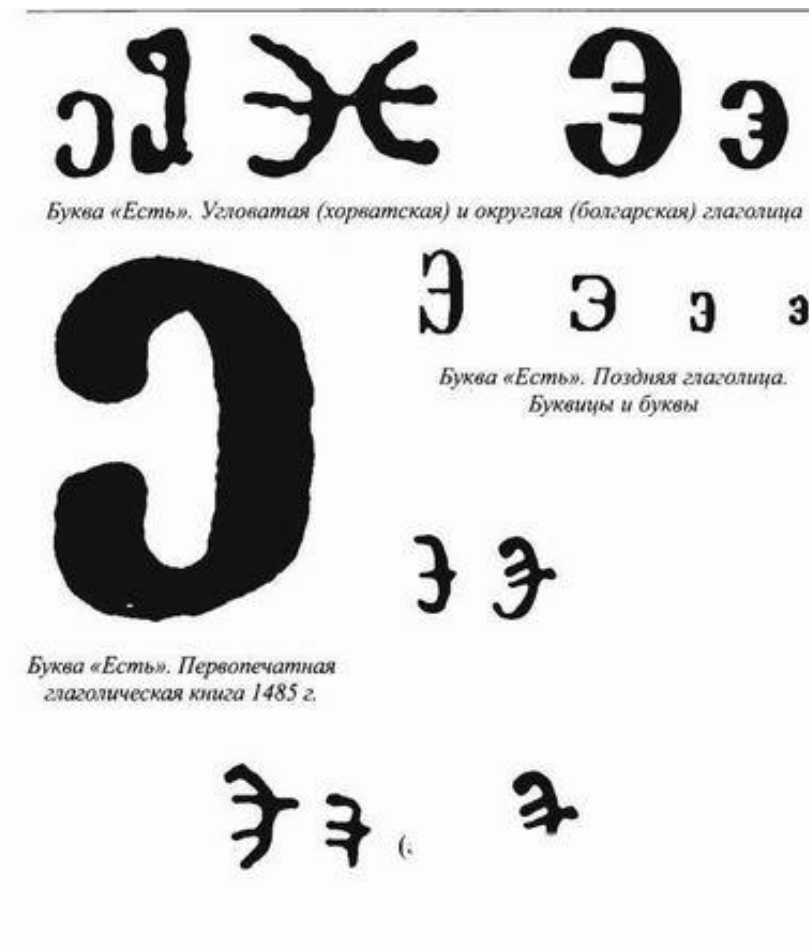 Буква «Есть». Угловатая (хорватская) и округлая (болгарская) глаголица
Буква «Есть». Поздняя глаголица.
Буквицы и буквы
Буква «Есть». Первопечатная
глаголическая книга 1485 г.